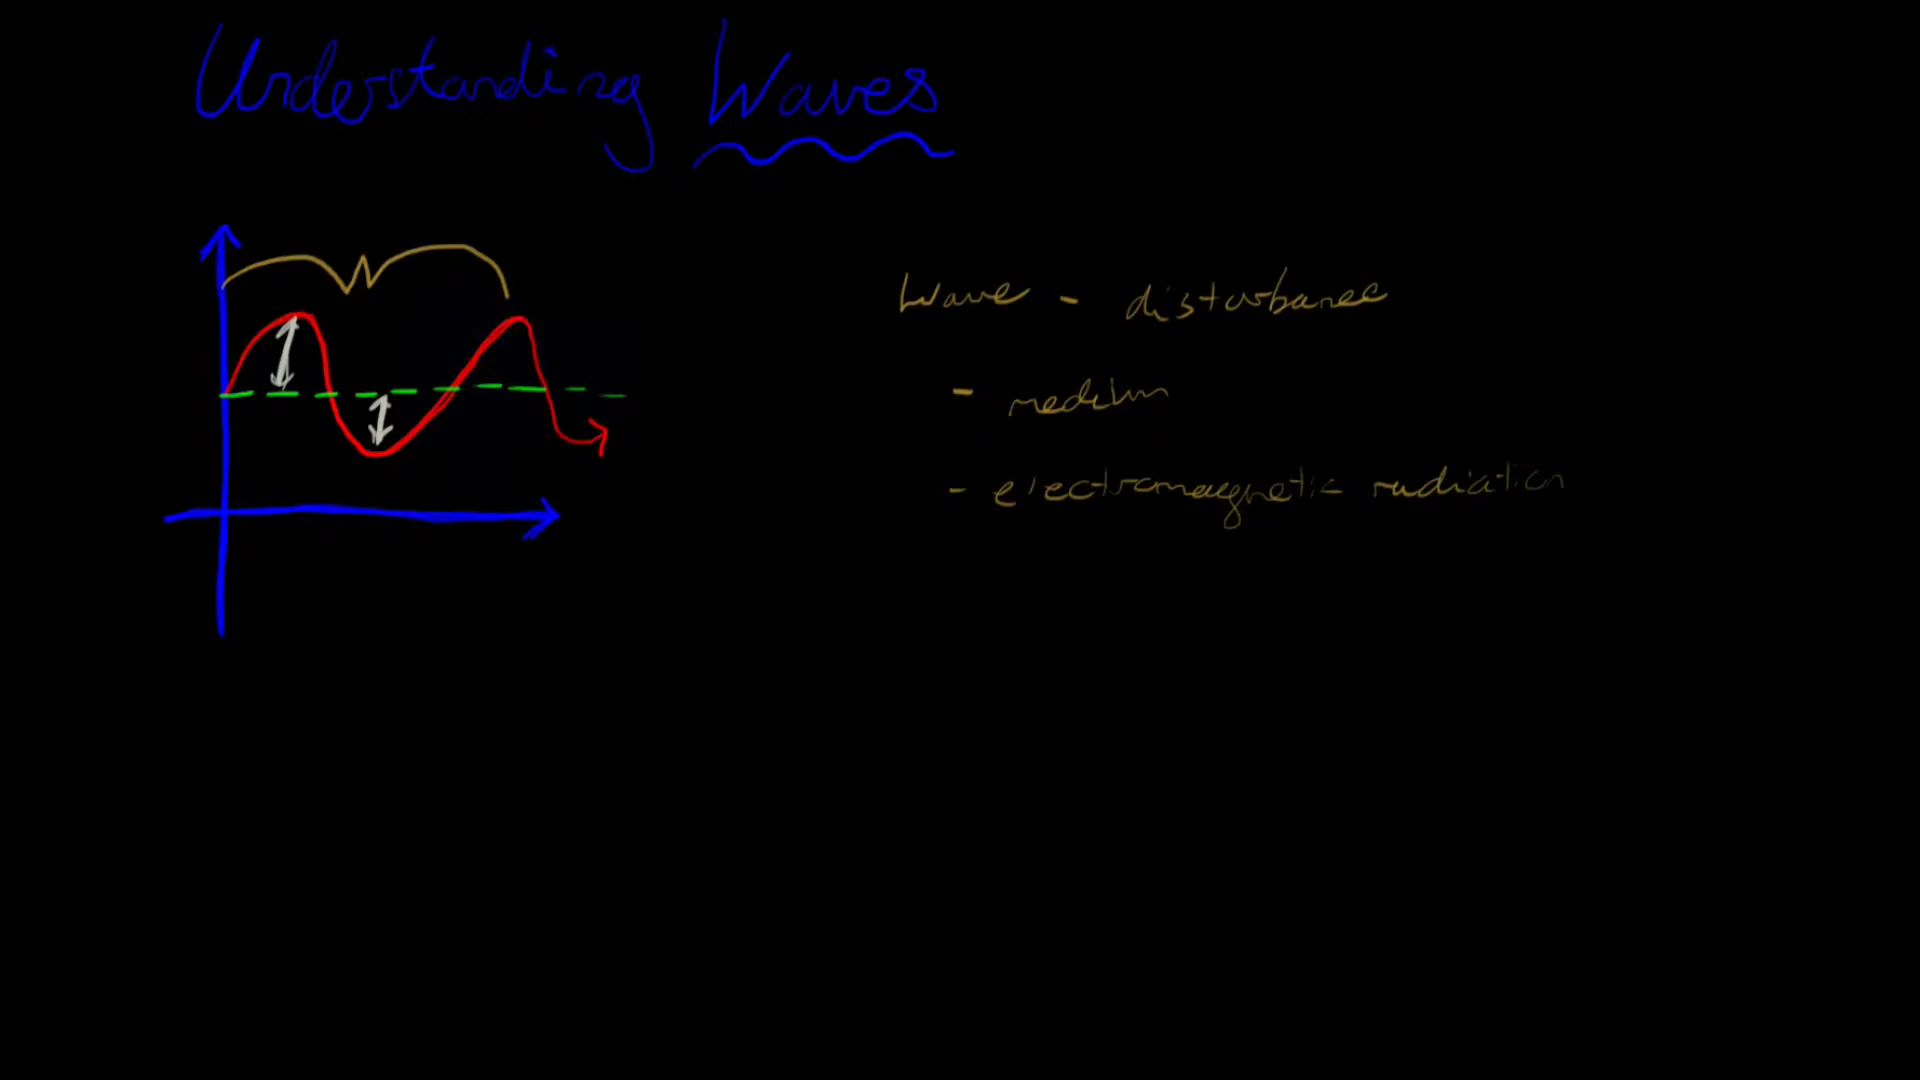 Understanding Waves
Wave - disturbance
- medium
- electromagnetic radiation